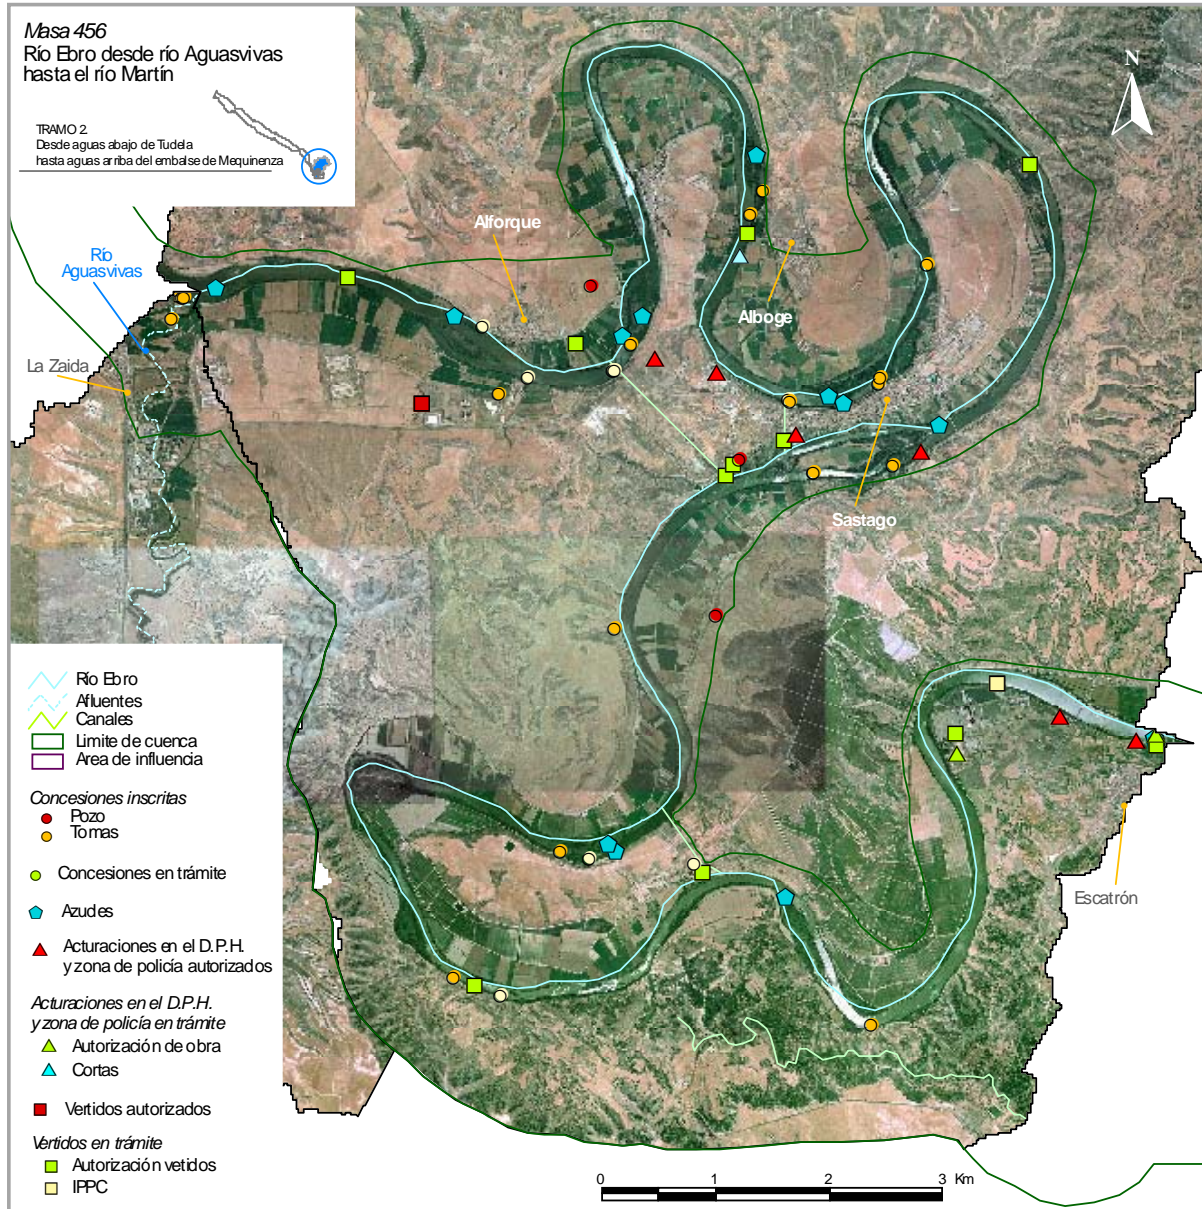 Masa 456
Río Ebro desde río Aguasvivas
hasta el río Martín
TRAMO 2.
Desde aguas abajo de Tudela
hasta aguas arriba del embalse de Mequinenza
N
Alforque
Río
Aguasvivas
Alboge
La Zaida
Sastago
Escatrón
Río Ebro
Afluentes
Canales
Limite de cuenca
Area de influencia
Concesiones inscritas
Pozo
Tomas
Concesiones en trámite
Azudes
Acturaciones en el D.P.H.
y zona de policía autorizados
Acturaciones en el D.P.H.
y zona de policía en trámite
Autorización de obra
Cortas
Vertidos autorizados
Vertidos en trámite
Autorización vetidos
IPPC
0 1 2 3 Km